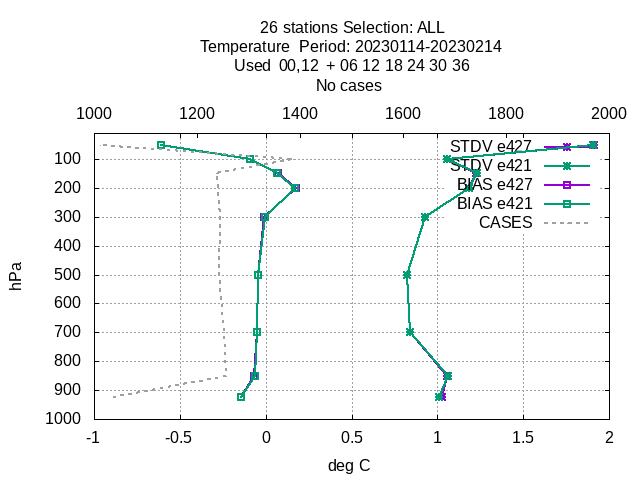 26 stations Selection: ALL
Temperature  Period: 20230114-20230214
Used  00,12  + 06 12 18 24 30 36
No cases
1000 1200 1400 1600 1800 2000
STDV e427
STDV e421
BIAS e427
BIAS e421
CASES
hPa
100
200
300
400
500
600
700
800
900
1000
-1 -0.5 0 0.5 1 1.5 2
deg C